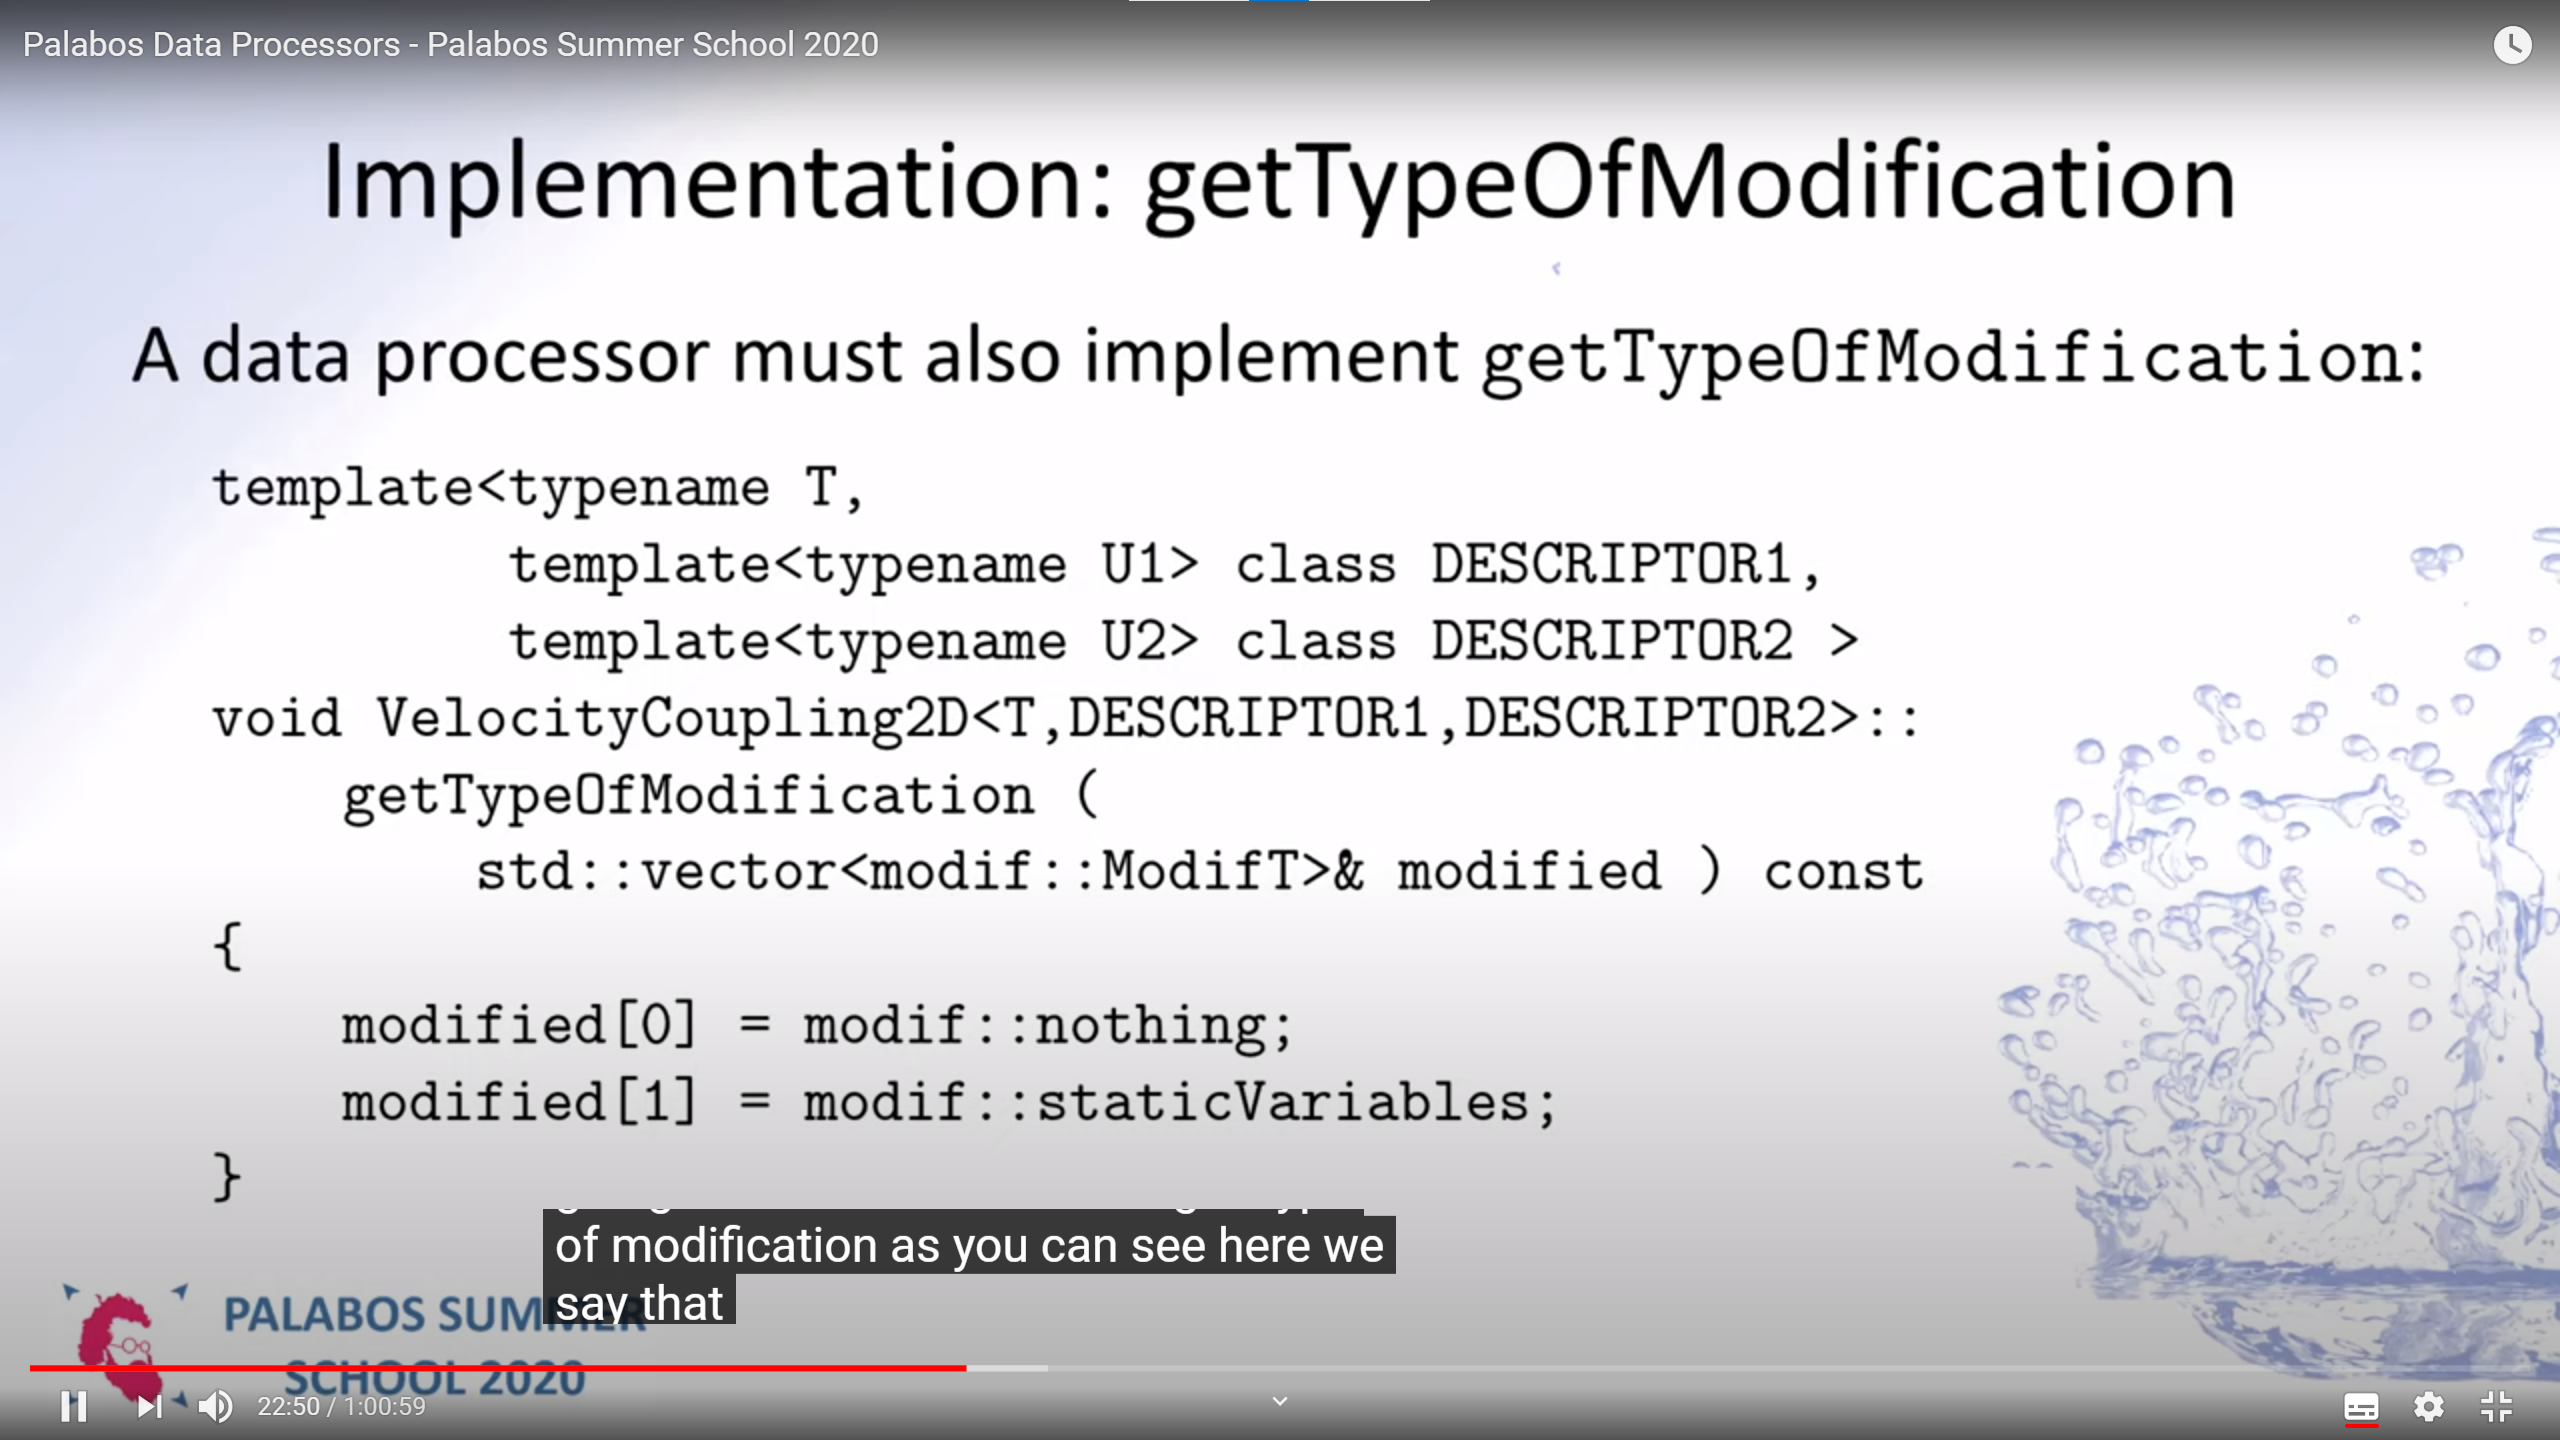 Palabos Data Processors - Palabos Summer School 2020
Implementation: getTypeOfModification
A data processor must also implement getTypeOfModification:
template<typename T,
template<typename U1> class DESCRIPTOR1,
template<typename U2> class DESCRIPTOR2 >
void VelocityCoupling2D<T,DESCRIPTOR1,DESCRIPTOR2>::
getTypeOfModification (
std::vector<modif::ModifT>& modified ) const
{
modified[0] = modif::nothing;
modified[1] = modif::staticVariables;
}
of modification as you can see here we
say that
PALABOS SUMMER
SCHOOL 2020
22:50 / 1:00:59